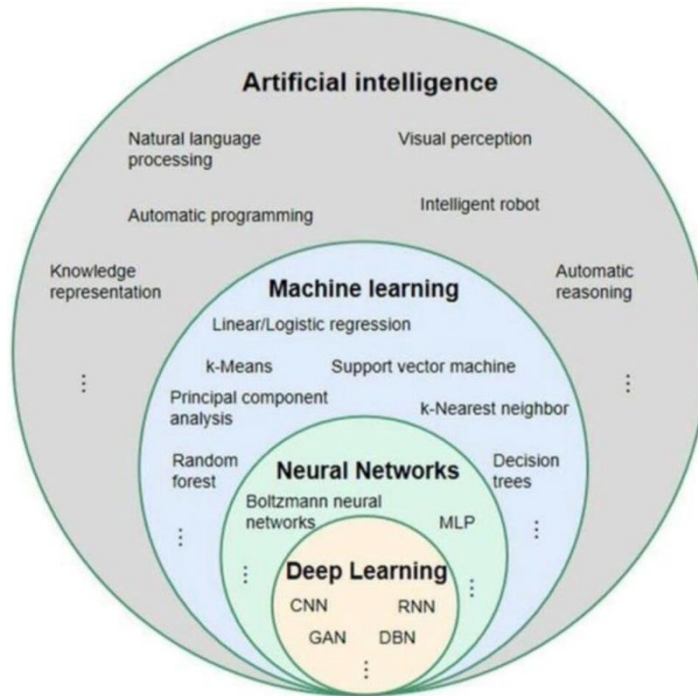 Artificial intelligence
Natural language
processing
Visual perception
Automatic programming
Intelligent robot
Knowledge
representation
Automatic
reasoning
Machine learning
Linear/Logistic regression
k-Means
Support vector machine
Principal component
analysis
k-Nearest neighbor
Random
forest
Decision
trees
Neural Networks
Boltzmann neural
networks
MLP
Deep Learning
CNN
RNN
GAN
DBN